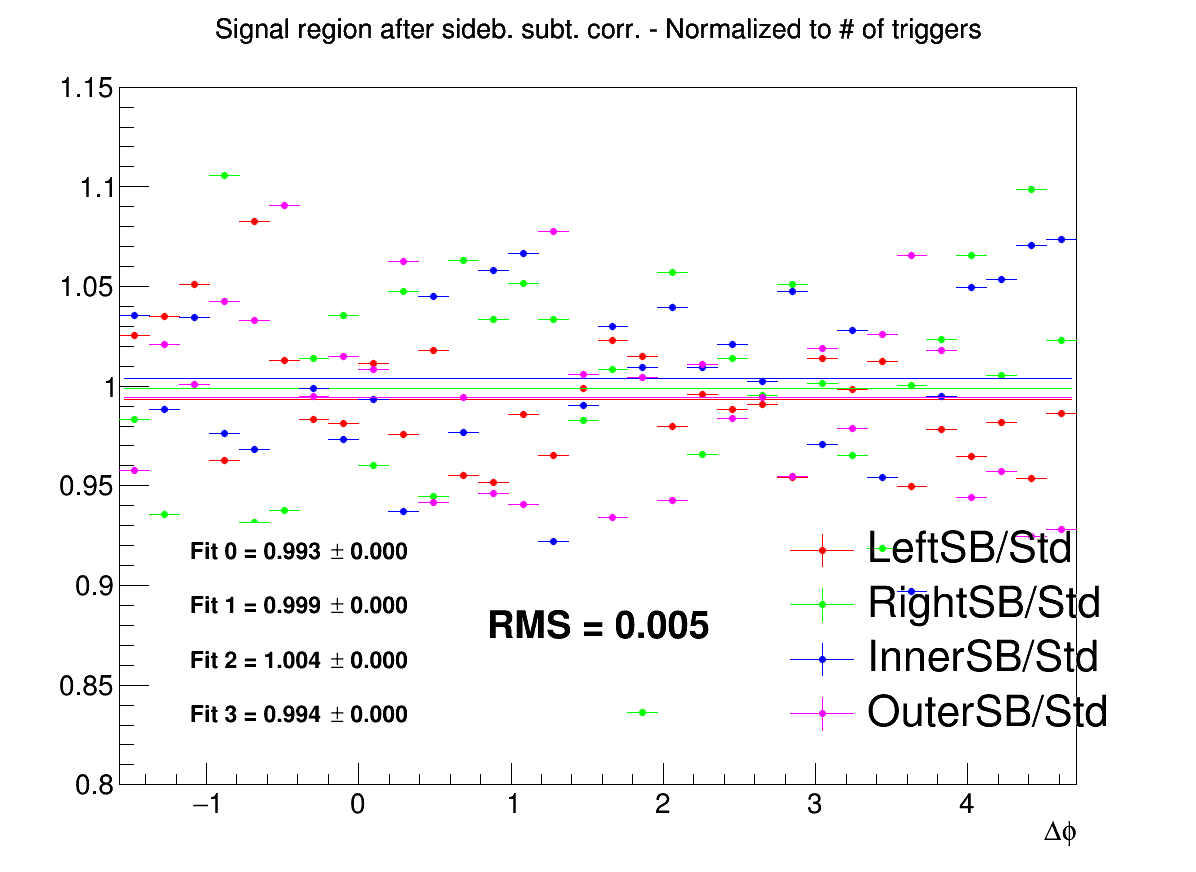 Signal region after sideb. subt. corr. - Normalized to # of triggers
1.15
1.1
1.05
1
0.95
0.9
0.85
0.8
Fit 0 = 0.993 ± 0.000
Fit 1 = 0.999 ± 0.000
Fit 2 = 1.004 ± 0.000
Fit 3 = 0.994 ± 0.000
RMS = 0.005
LeftSB/Std
RightSB/Std
InnerSB/Std
OuterSB/Std
−1 0 1 2 3 4
Δϕ